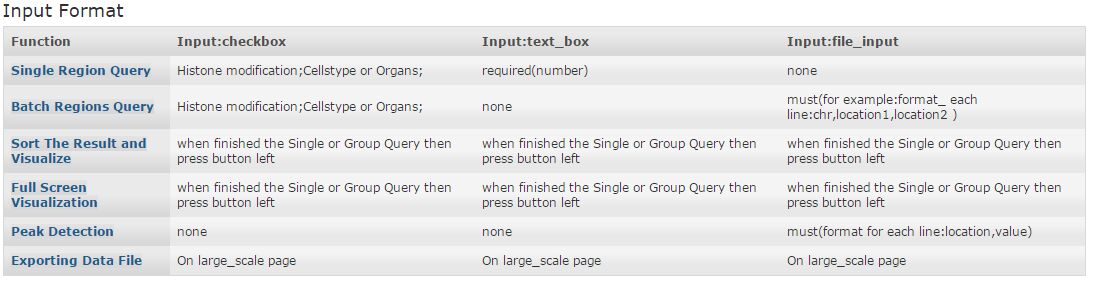 Input Format
Function Input:checkbox Input:text_box Input:file_input
Single Region Query Histone modification;Cellstype or Organs; required(number) none
Batch Regions Query Histone modification;Cellstype or Organs; none must(for example:format_ each
line:chr,location1,location2 )
Sort The Result and when finished the Single or Group Query then when finished the Single or Group Query then when finished the Single or Group Query then
Visualize press button left press button left press button left
Full Screen when finished the Single or Group Query then when finished the Single or Group Query then when finished the Single or Group Query then
Visualization press button left press button left press button left
Peak Detection none none must(format for each line:location,value)
Exporting Data File On large_scale page On large_scale page On large_scale page